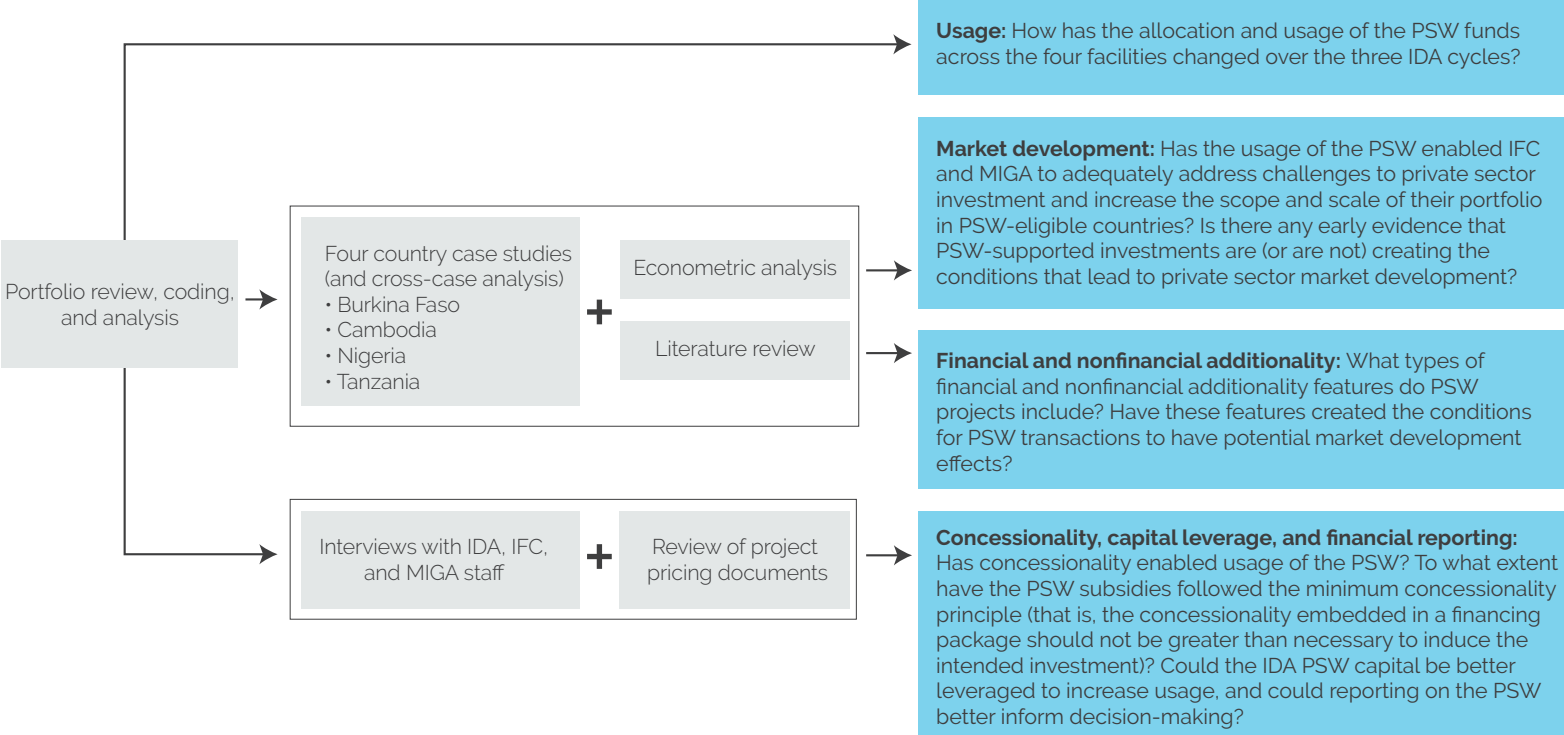 Portfolio review, coding,
and analysis
Four country case studies
(and cross-case analysis)
• Burkina Faso
• Cambodia
• Nigeria
• Tanzania
+
Econometric analysis
Literature review
Interviews with IDA, IFC,
and MIGA staff
+
Review of project
pricing documents
Usage: How has the allocation and usage of the PSW funds
across the four facilities changed over the three IDA cycles?
Market development: Has the usage of the PSW enabled IFC
and MIGA to adequately address challenges to private sector
investment and increase the scope and scale of their portfolio
in PSW-eligible countries? Is there any early evidence that
PSW-supported investments are (or are not) creating the
conditions that lead to private sector market development?
Financial and nonfinancial additionality: What types of
financial and nonfinancial additionality features do PSW
projects include? Have these features created the conditions
for PSW transactions to have potential market development
effects?
Concessionality, capital leverage, and financial reporting:
Has concessionality enabled usage of the PSW? To what extent
have the PSW subsidies followed the minimum concessionality
principle (that is, the concessionality embedded in a financing
package should not be greater than necessary to induce the
intended investment)? Could the IDA PSW capital be better
leveraged to increase usage, and could reporting on the PSW
better inform decision-making?